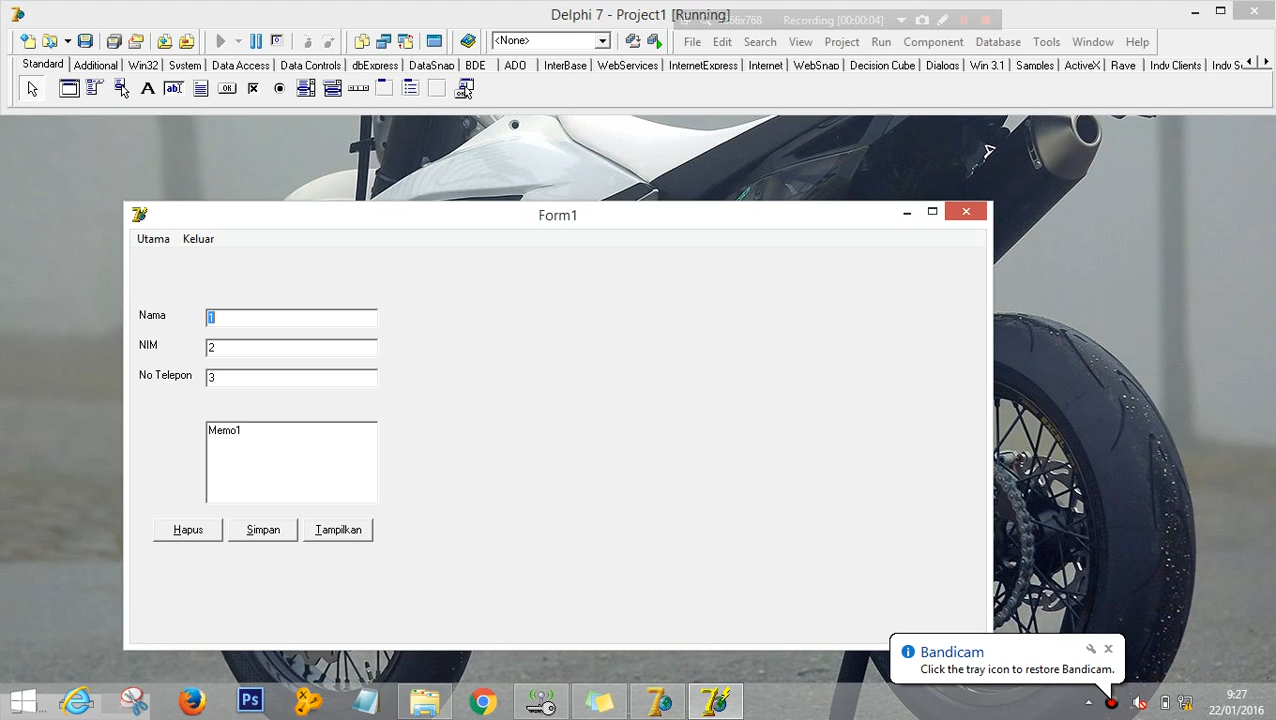 Delphi 7 - Project1 [Running]
66x768 Recording [00:00:04]
<None>
File Edit Search View Project Run Component Database Tools Window Help
Standard Additional Win32 System Data Access Data Controls dbExpress DataSnap BDE ADO InterBase WebServices InternetExpress Internet WebSnap Decision Cube Dialogs Win 3.1 Samples ActiveX Rave Indy Clients
Form1
Utama Keluar
Nama 1
NIM 2
No Telepon 3
Memo1
Hapus Simpan Tampilkan
Bandicam
Click the tray icon to restore Bandicam.
Ps
9:27
22/01/2016